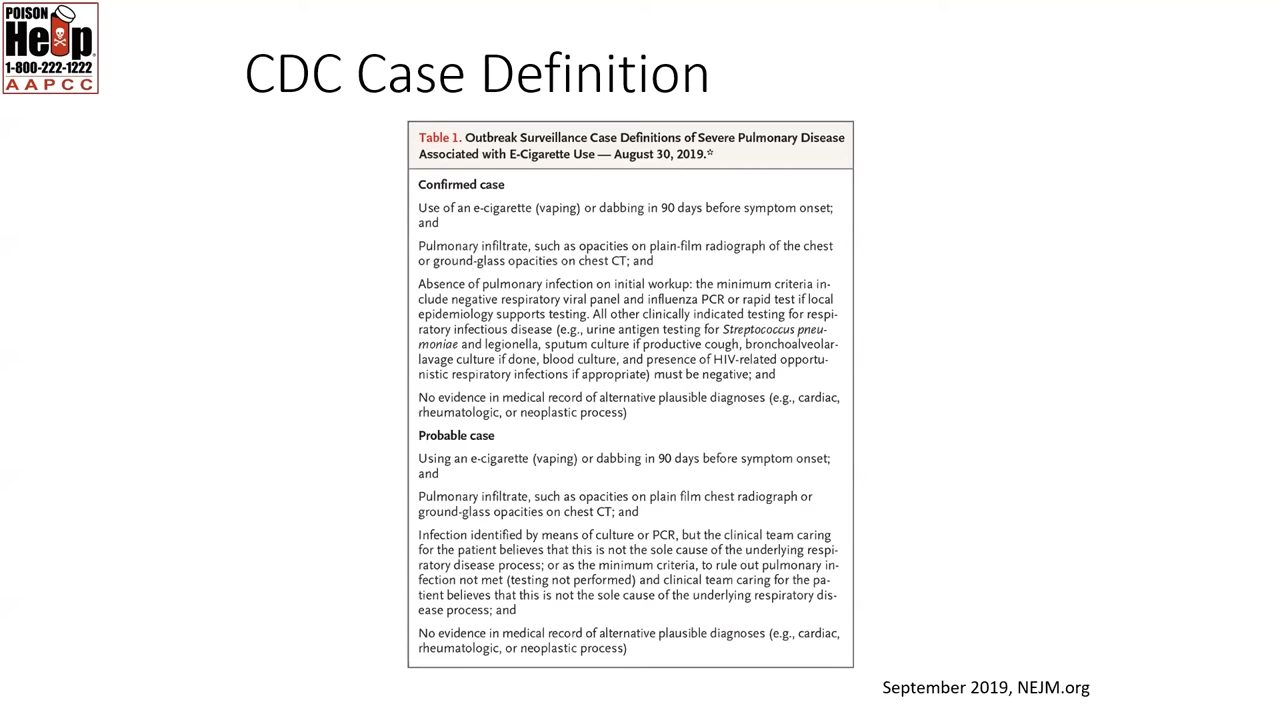 POISON
Help
1-800-222-1222
AAPCC
CDC Case Definition
Table 1. Outbreak Surveillance Case Definitions of Severe Pulmonary Disease
Associated with E-Cigarette Use — August 30, 2019.*
Confirmed case
Use of an e-cigarette (vaping) or dabbing in 90 days before symptom onset;
and
Pulmonary infiltrate, such as opacities on plain-film radiograph of the chest
or ground-glass opacities on chest CT; and
Absence of pulmonary infection on initial workup: the minimum criteria in-
clude negative respiratory viral panel and influenza PCR or rapid test if local
epidemiology supports testing. All other clinically indicated testing for respi-
ratory infectious disease (e.g., urine antigen testing for Streptococcus pneu-
moniae and legionella, sputum culture if productive cough, bronchoalveolar-
lavage culture if done, blood culture, and presence of HIV-related opportu-
nistic respiratory infections if appropriate) must be negative; and
No evidence in medical record of alternative plausible diagnoses (e.g., cardiac,
rheumatologic, or neoplastic process)
Probable case
Using an e-cigarette (vaping) or dabbing in 90 days before symptom onset;
and
Pulmonary infiltrate, such as opacities on plain film chest radiograph or
ground-glass opacities on chest CT; and
Infection identified by means of culture or PCR, but the clinical team caring
for the patient believes that this is not the sole cause of the underlying respi-
ratory disease process; or as the minimum criteria, to rule out pulmonary in-
fection not met (testing not performed) and clinical team caring for the pa-
tient believes that this is not the sole cause of the underlying respiratory dis-
ease process; and
No evidence in medical record of alternative plausible diagnoses (e.g., cardiac,
rheumatologic, or neoplastic process)
September 2019, NEJM.org